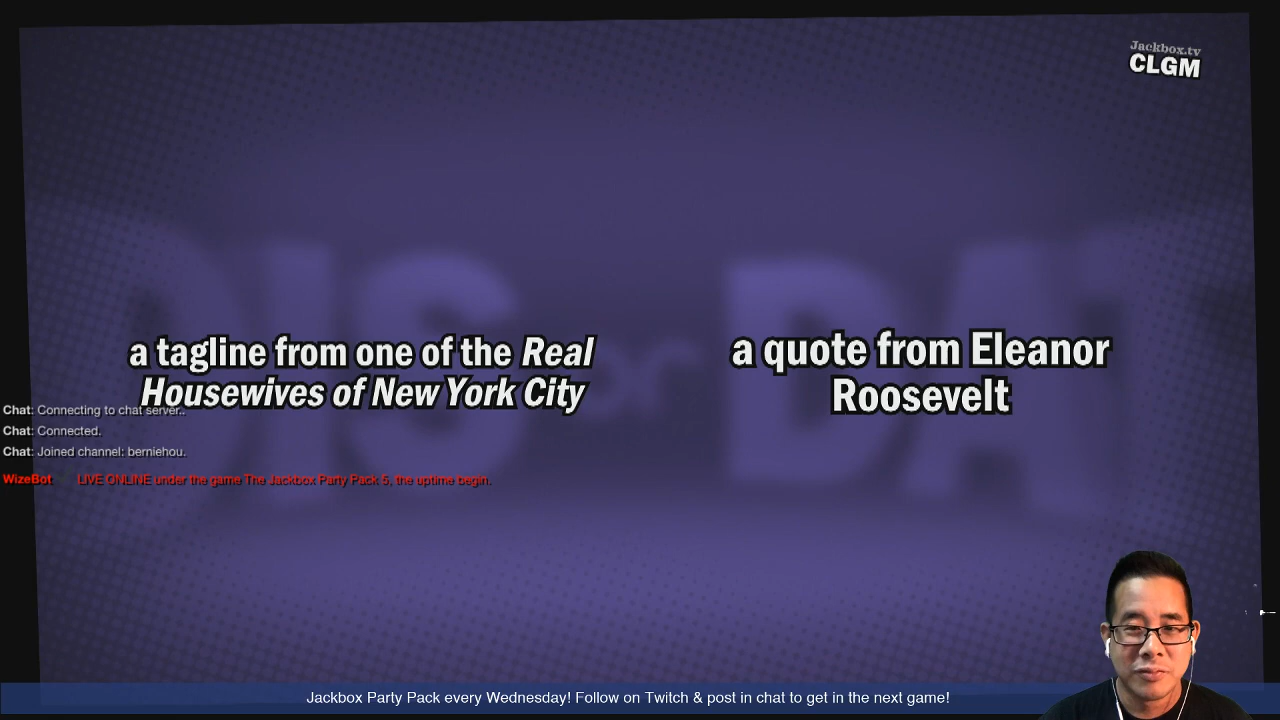 Jackbox.tv
CLGM
DIS or DAT
a tagline from one of the Real
Housewives of New York City
a quote from Eleanor
Roosevelt
Chat: Connecting to chat server..
Chat: Connected.
Chat: Joined channel: berniehou.
WizeBot: LIVE ONLINE under the game The Jackbox Party Pack 5, the uptime begin.
Jackbox Party Pack every Wednesday! Follow on Twitch & post in chat to get in the next game!